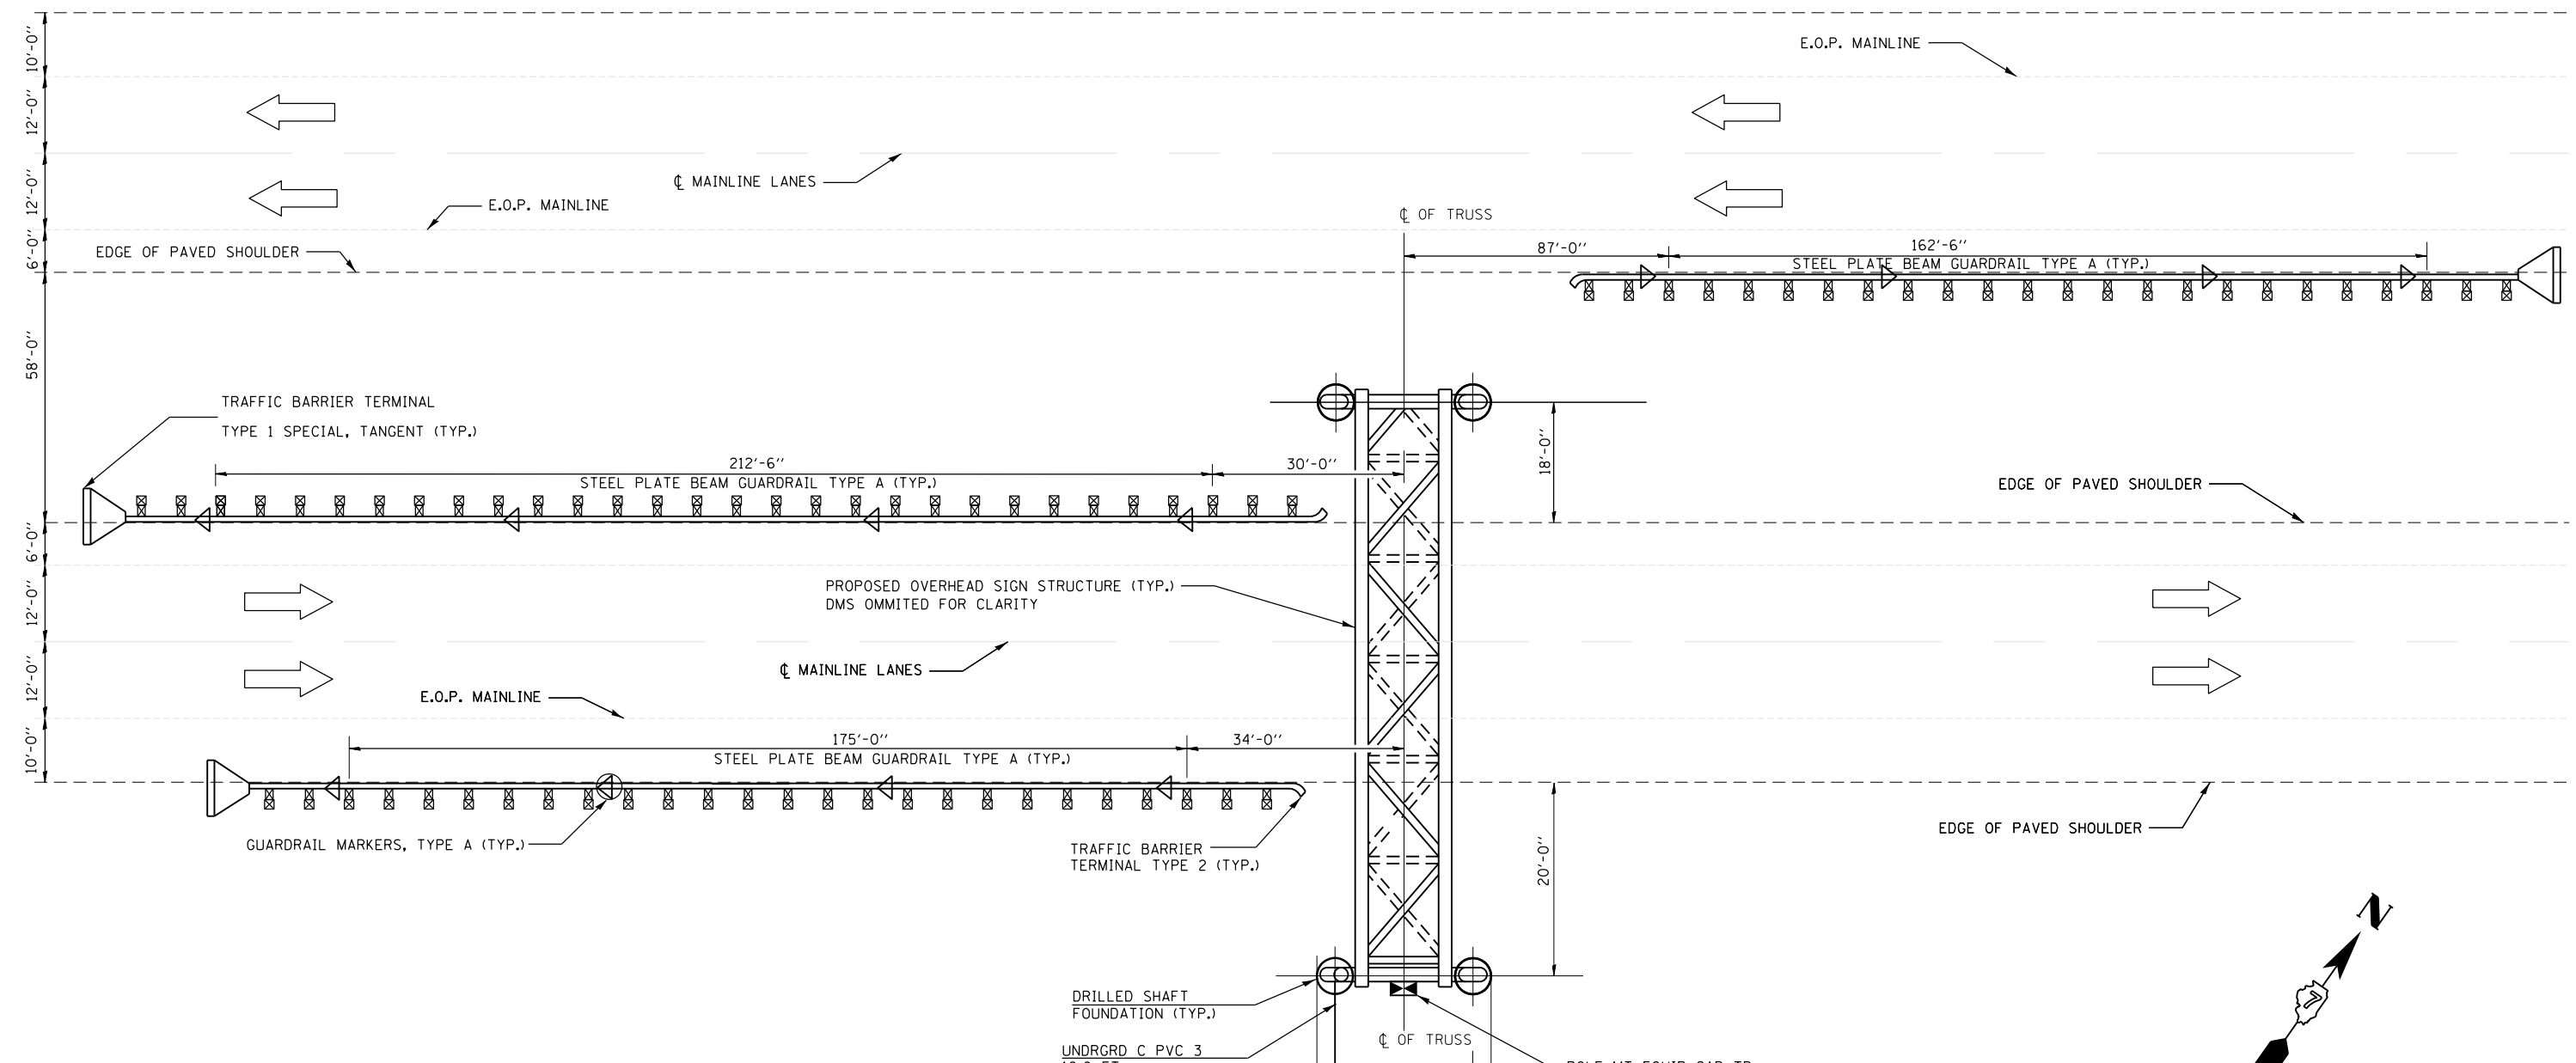 10'-0''
12'-0''
12'-0''
6'-0''
58'-0''
6'-0''
12'-0''
12'-0''
10'-0''
E.O.P. MAINLINE
℄ MAINLINE LANES
E.O.P. MAINLINE
EDGE OF PAVED SHOULDER
℄ OF TRUSS
87'-0''
162'-6''
STEEL PLATE BEAM GUARDRAIL TYPE A (TYP.)
TRAFFIC BARRIER TERMINAL
TYPE 1 SPECIAL, TANGENT (TYP.)
212'-6''
30'-0''
STEEL PLATE BEAM GUARDRAIL TYPE A (TYP.)
18'-0''
EDGE OF PAVED SHOULDER
PROPOSED OVERHEAD SIGN STRUCTURE (TYP.)
DMS OMMITED FOR CLARITY
℄ MAINLINE LANES
E.O.P. MAINLINE
175'-0''
34'-0''
STEEL PLATE BEAM GUARDRAIL TYPE A (TYP.)
GUARDRAIL MARKERS, TYPE A (TYP.)
TRAFFIC BARRIER
TERMINAL TYPE 2 (TYP.)
20'-0''
EDGE OF PAVED SHOULDER
N
7
DRILLED SHAFT
FOUNDATION (TYP.)
UNDRGRD C PVC 3
℄ OF TRUSS